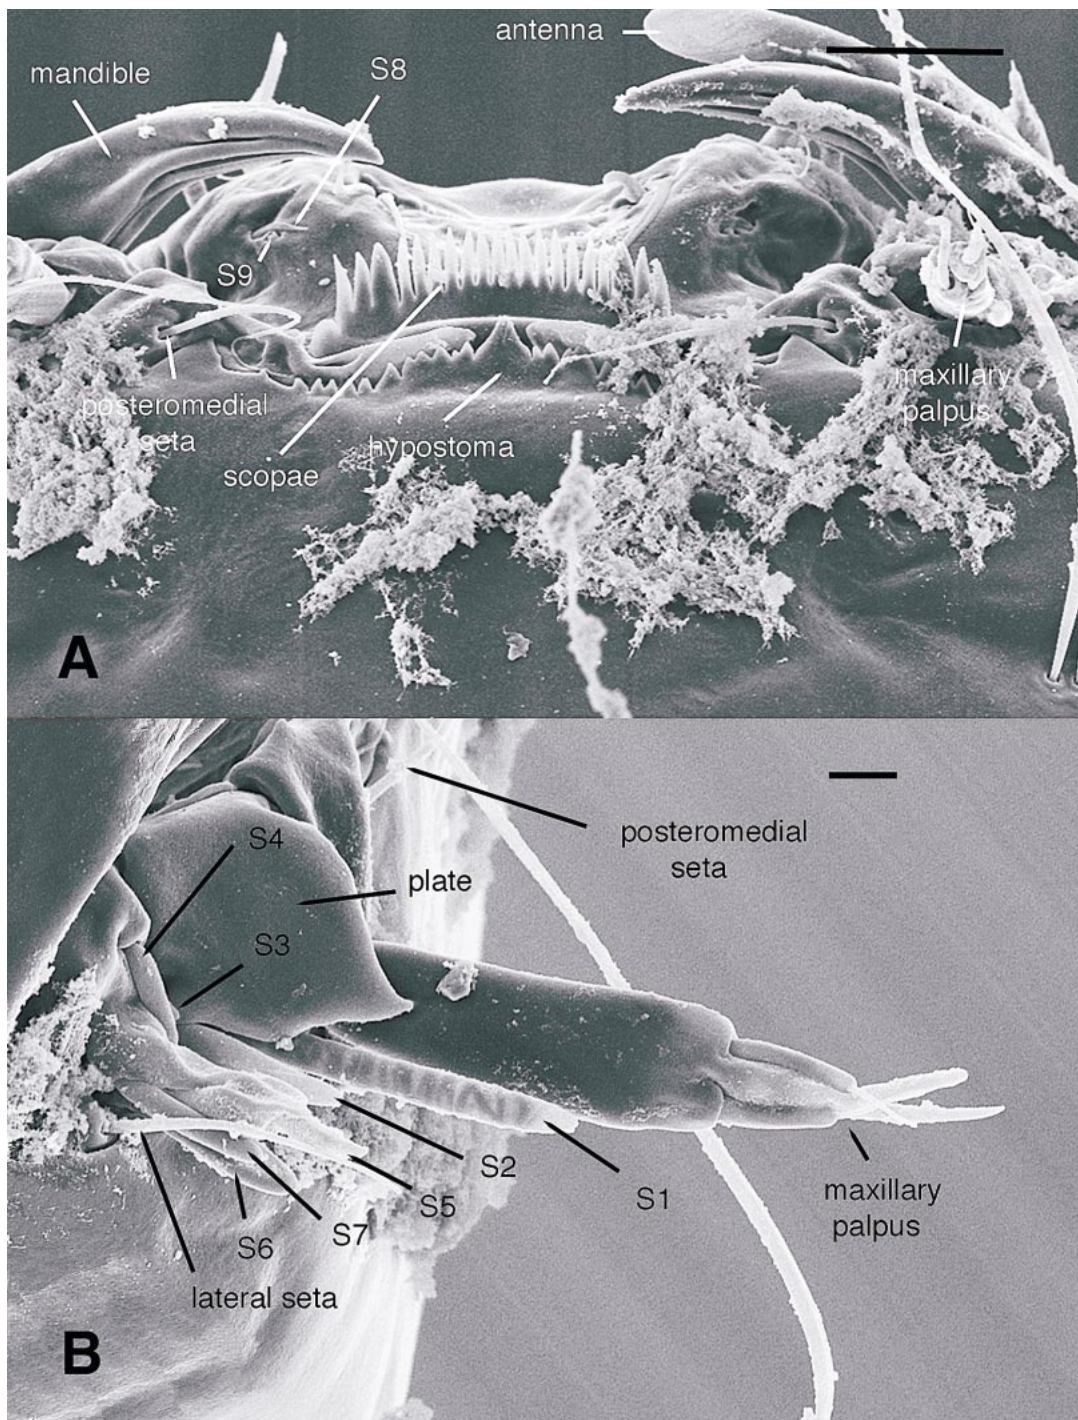 antenna
mandible
S8
S9
posteromedial
seta
scopae
hypostoma
maxillary
palpus
A
S4
plate
S3
posteromedial
seta
S2
S1
S5
S7
S6
lateral seta
maxillary
palpus
B